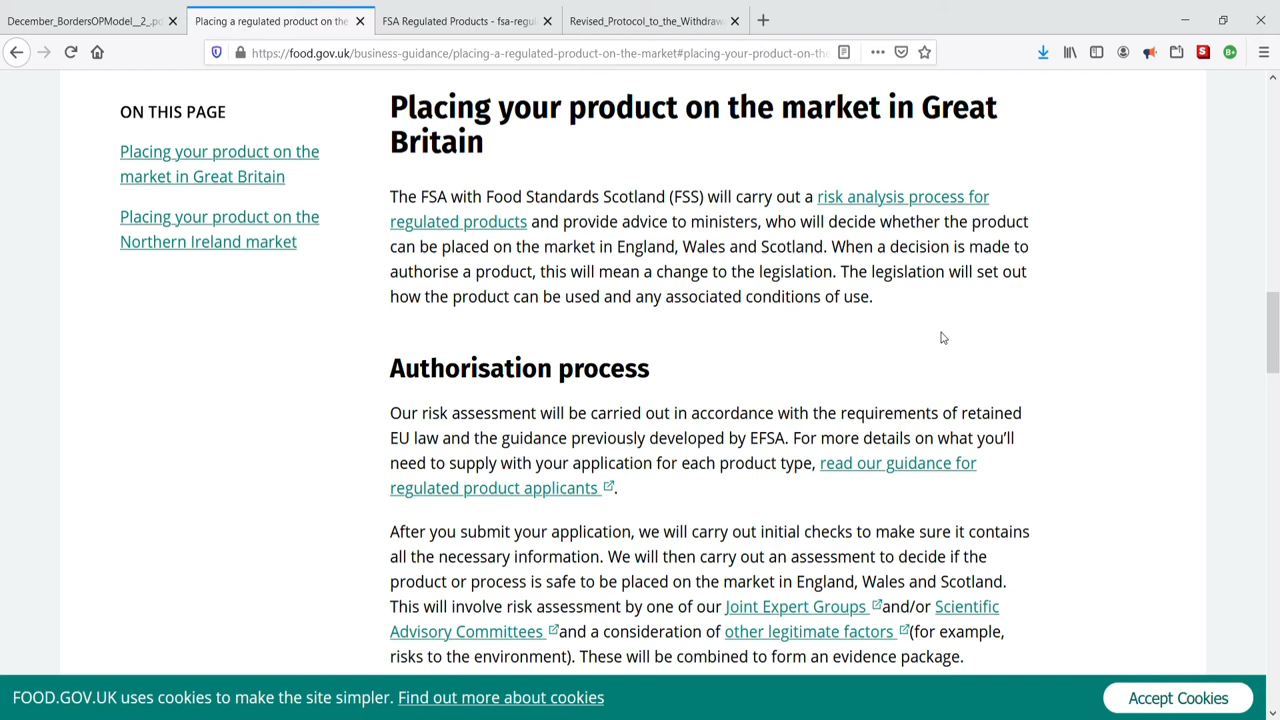 December_BordersOPModel__2_.pd
Placing a regulated product on the
FSA Regulated Products - fsa-regul
Revised_Protocol_to_the_Withdraw
https://food.gov.uk/business-guidance/placing-a-regulated-product-on-the-market#placing-your-product-on-th
ON THIS PAGE
Placing your product on the
market in Great Britain
Placing your product on the
Northern Ireland market
Placing your product on the market in Great
Britain
The FSA with Food Standards Scotland (FSS) will carry out a risk analysis process for
regulated products and provide advice to ministers, who will decide whether the product
can be placed on the market in England, Wales and Scotland. When a decision is made to
authorise a product, this will mean a change to the legislation. The legislation will set out
how the product can be used and any associated conditions of use.
Authorisation process
Our risk assessment will be carried out in accordance with the requirements of retained
EU law and the guidance previously developed by EFSA. For more details on what you’ll
need to supply with your application for each product type, read our guidance for
regulated product applicants .
After you submit your application, we will carry out initial checks to make sure it contains
all the necessary information. We will then carry out an assessment to decide if the
product or process is safe to be placed on the market in England, Wales and Scotland.
This will involve risk assessment by one of our Joint Expert Groups and/or Scientific
Advisory Committees and a consideration of other legitimate factors (for example,
risks to the environment). These will be combined to form an evidence package.
FOOD.GOV.UK uses cookies to make the site simpler. Find out more about cookies
Accept Cookies